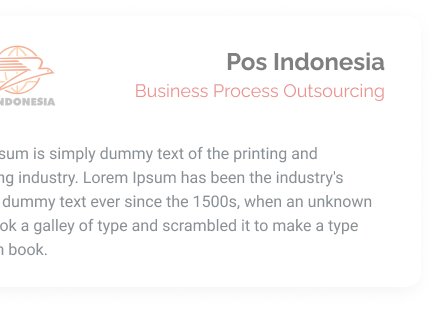 Pos Indonesia
Business Process Outsourcing
NDONESIA
sum is simply dummy text of the printing and
ng industry. Lorem Ipsum has been the industry's
dummy text ever since the 1500s, when an unknown
ok a galley of type and scrambled it to make a type
n book.